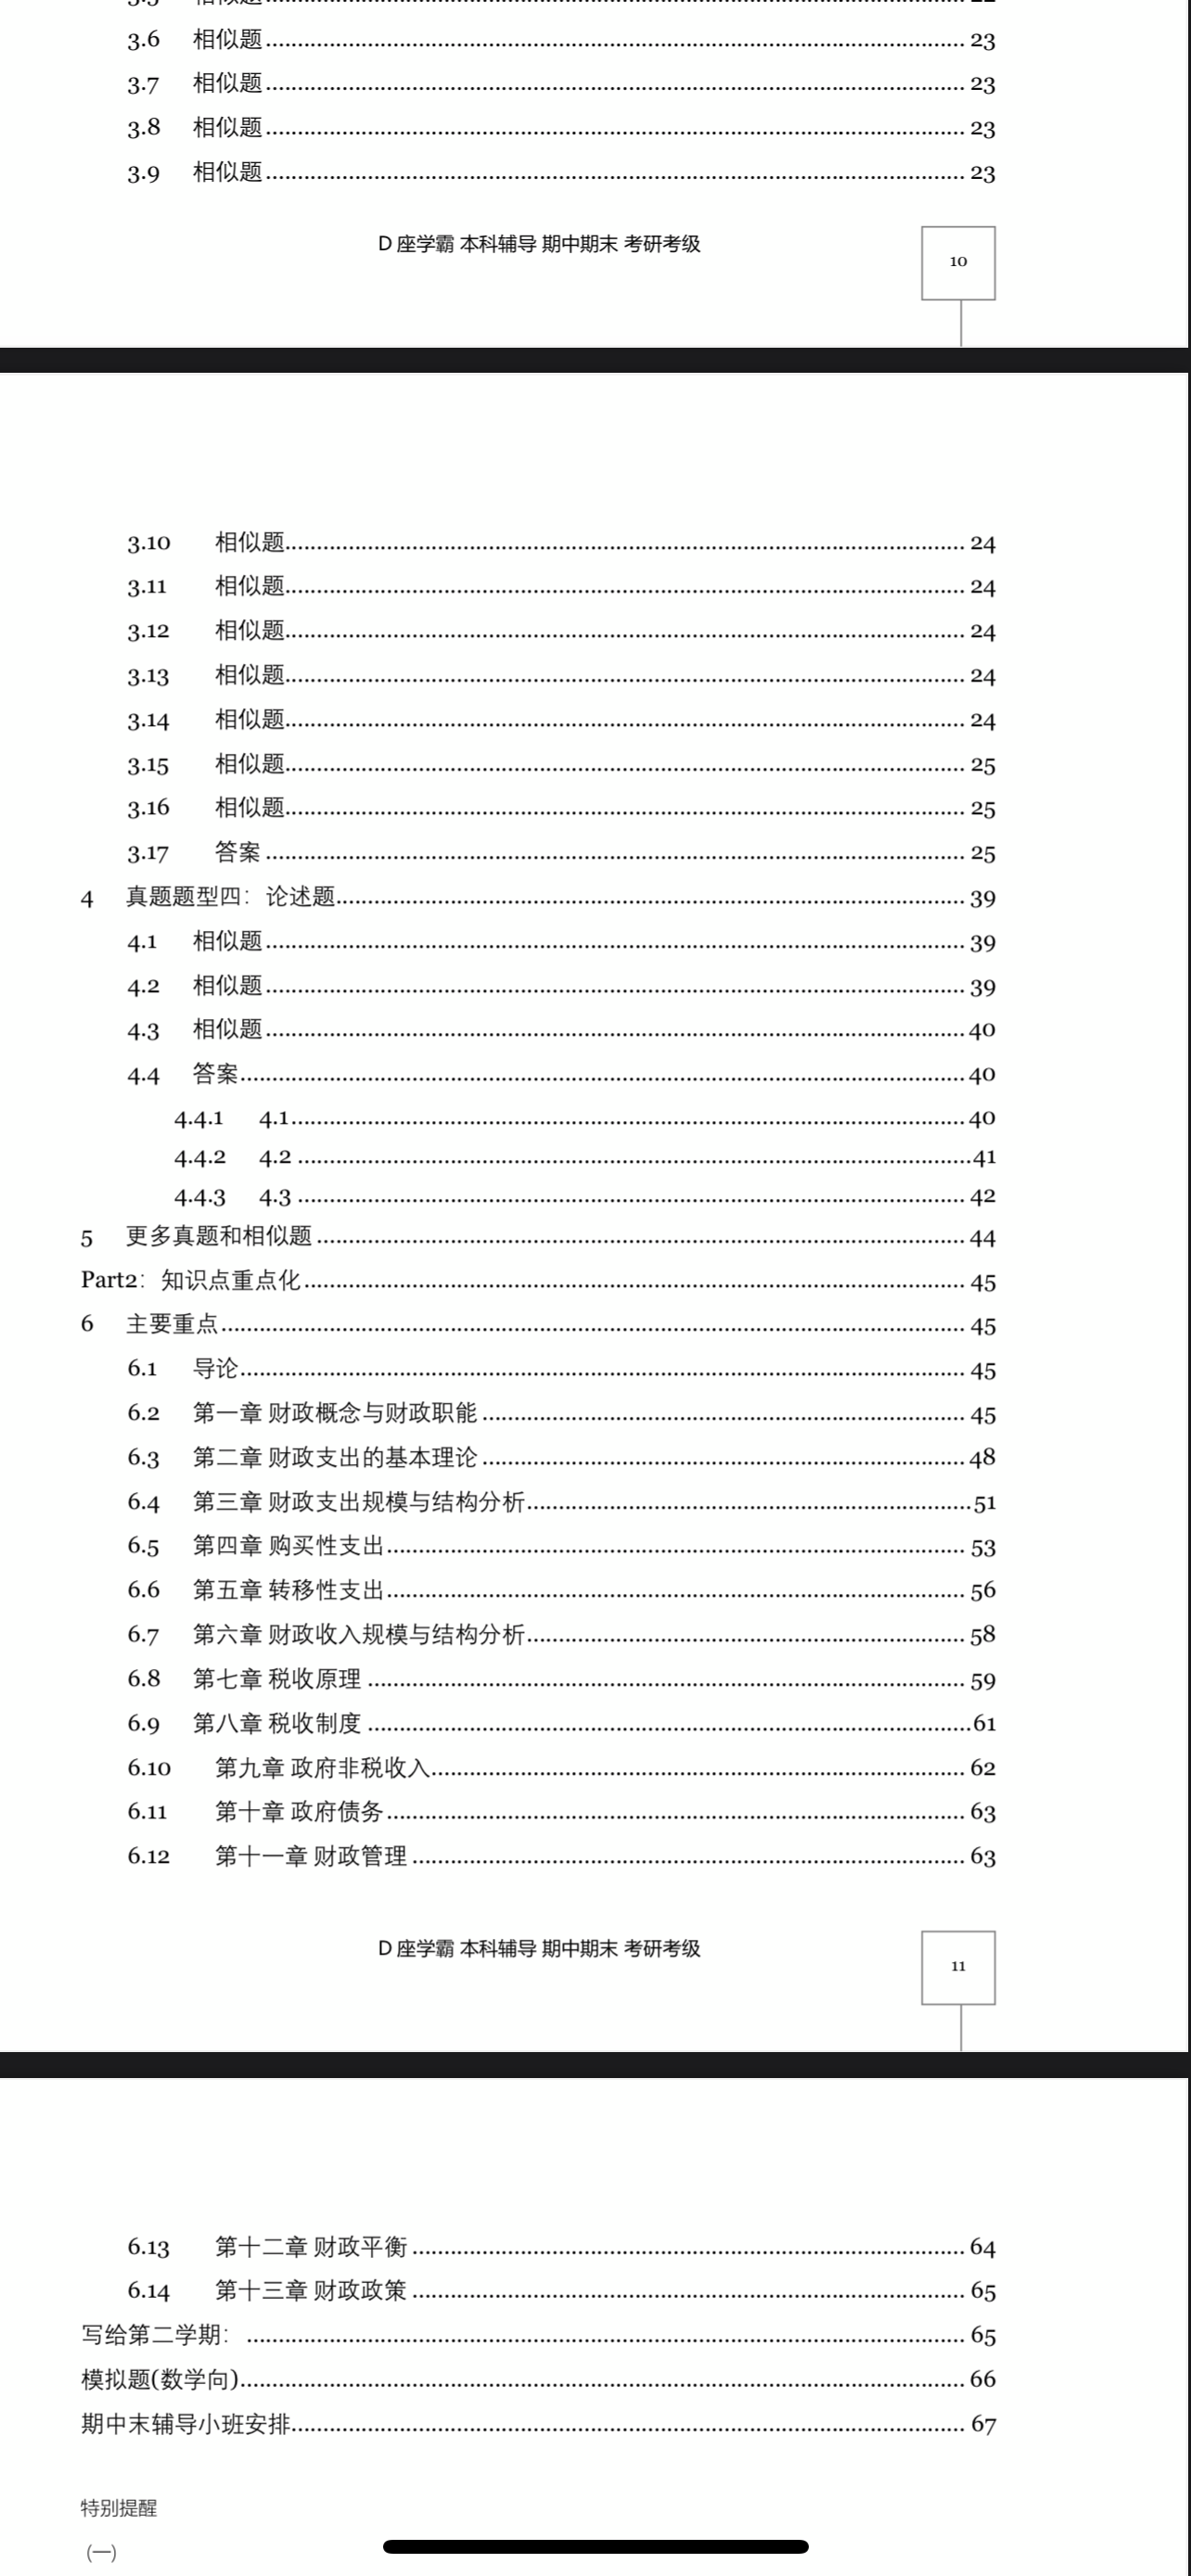 3.5 相似题........ 22
3.6 相似题........ 23
3.7 相似题........ 23
3.8 相似题........ 23
3.9 相似题........ 23
D 座学霸 本科辅导 期中期末 考研考级
10
3.10 相似题........ 24
3.11 相似题........ 24
3.12 相似题........ 24
3.13 相似题........ 24
3.14 相似题........ 24
3.15 相似题........ 25
3.16 相似题........ 25
3.17 答案........ 25
4 真题题型四：论述题........ 39
4.1 相似题........ 39
4.2 相似题........ 39
4.3 相似题........ 40
4.4 答案........ 40
4.4.1 4.1........ 40
4.4.2 4.2........ 41
4.4.3 4.3........ 42
5 更多真题和相似题........ 44
Part2：知识点重点化........ 45
6 主要重点........ 45
6.1 导论........ 45
6.2 第一章 财政概念与财政职能........ 45
6.3 第二章 财政支出的基本理论........ 48
6.4 第三章 财政支出规模与结构分析........ 51
6.5 第四章 购买性支出........ 53
6.6 第五章 转移性支出........ 56
6.7 第六章 财政收入规模与结构分析........ 58
6.8 第七章 税收原理........ 59
6.9 第八章 税收制度........ 61
6.10 第九章 政府非税收入........ 62
6.11 第十章 政府债务........ 63
6.12 第十一章 财政管理........ 63
D 座学霸 本科辅导 期中期末 考研考级
11
6.13 第十二章 财政平衡........ 64
6.14 第十三章 财政政策........ 65
写给第二学期：........ 65
模拟题(数学向)........ 66
期中末辅导小班安排........ 67
特别提醒
(一)